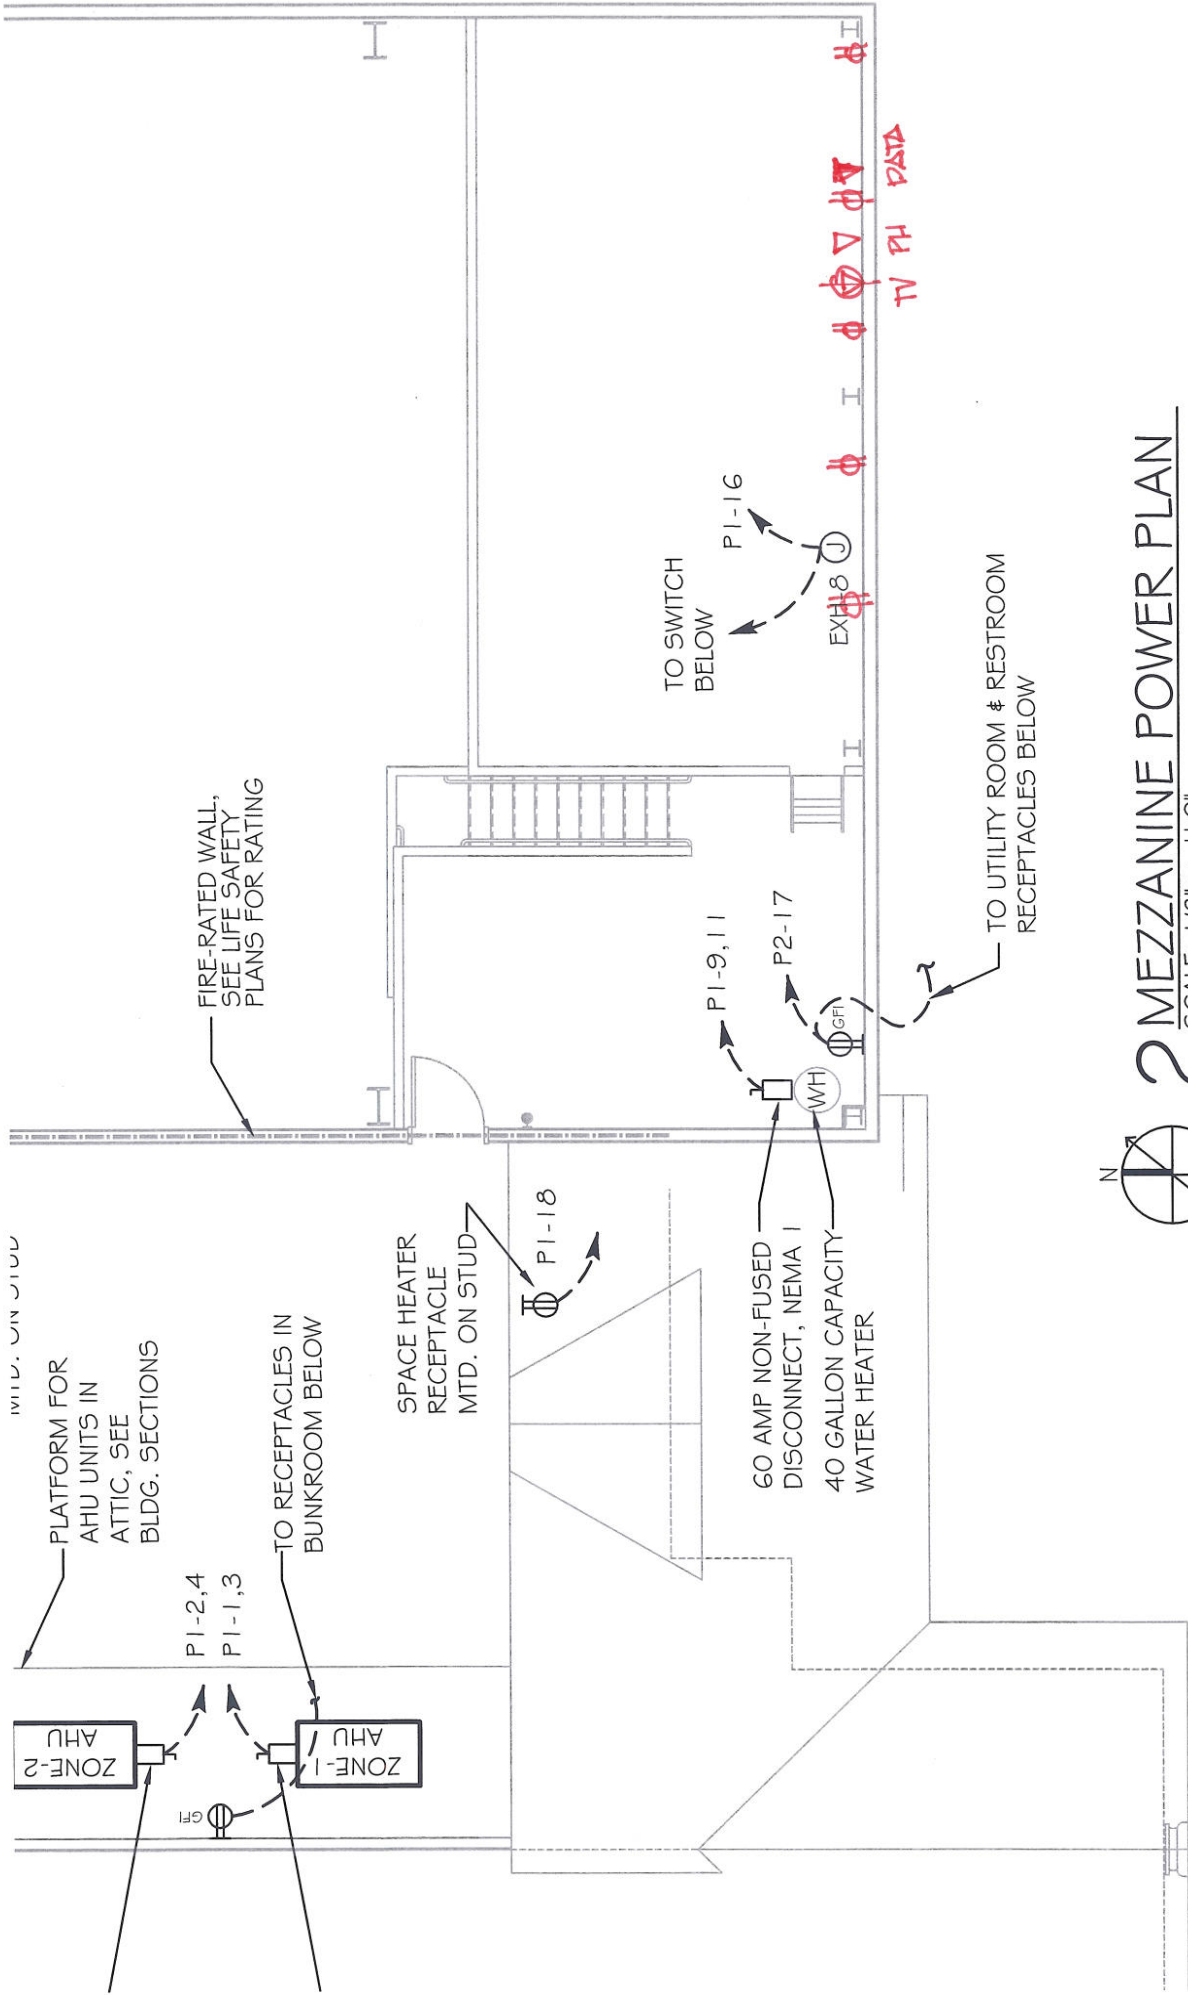 MTD. ON STUD
PLATFORM FOR
AHU UNITS IN
ATTIC, SEE
BLDG. SECTIONS
ZONE-2
AHU
P1-2,4
P1-1,3
GFI
ZONE-1
AHU
TO RECEPTACLES IN
BUNKROOM BELOW
FIRE-RATED WALL,
SEE LIFE SAFETY
PLANS FOR RATING
SPACE HEATER
RECEPTACLE
MTD. ON STUD
P1-18
60 AMP NON-FUSED
DISCONNECT, NEMA 1
40 GALLON CAPACITY
WATER HEATER
P1-9,11
P2-17
WH
GFI
TO UTILITY ROOM & RESTROOM
RECEPTACLES BELOW
TO SWITCH
BELOW
P1-16
EXH-8
J
TV PH DATA
N
2 MEZZANINE POWER PLAN